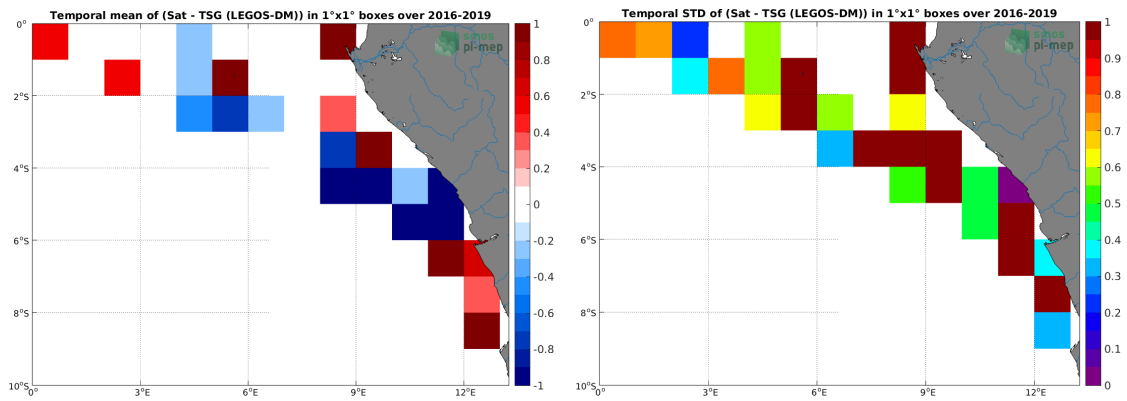 Temporal mean of (Sat - TSG (LEGOS-DM)) in 1°x1° boxes over 2016-2019
0°
2°S
4°S
6°S
8°S
10°S
0°
3°E
6°E
9°E
12°E
1
0.8
0.6
0.4
0.2
0
-0.2
-0.4
-0.6
-0.8
-1
smos
pi-mep
Temporal STD of (Sat - TSG (LEGOS-DM)) in 1°x1° boxes over 2016-2019
0°
2°S
4°S
6°S
8°S
10°S
0°
3°E
6°E
9°E
12°E
1
0.9
0.8
0.7
0.6
0.5
0.4
0.3
0.2
0.1
0
smos
pi-mep